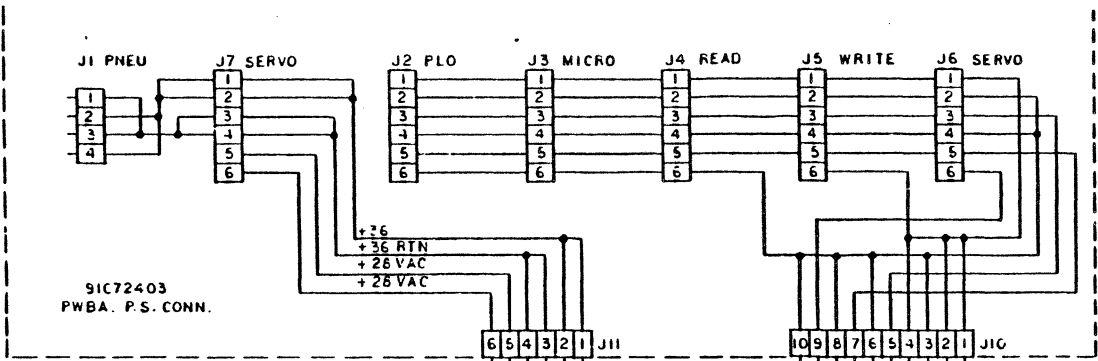 J1 PNEU
J7 SERVO
J2 PLO
J3 MICRO
J4 READ
J5 WRITE
J6 SERVO
1
2
3
4
1
2
3
4
5
6
1
2
3
4
5
6
1
2
3
4
5
6
1
2
3
4
5
6
1
2
3
4
5
6
1
2
3
4
5
6
+36
+36 RTN
+28 VAC
+28 VAC
91C72403
PWBA. P.S. CONN.
6 5 4 3 2 1 J11
10 9 8 7 6 5 4 3 2 1 J10